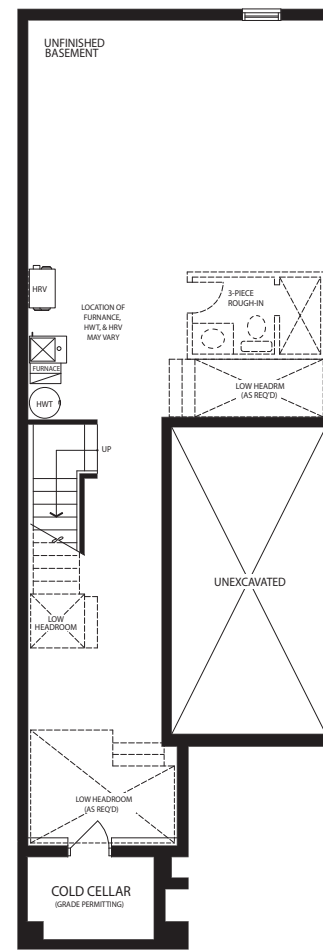 UNFINISHED
BASEMENT
HRV
LOCATION OF
FURNANCE,
HWT, & HRV
MAY VARY
3-PIECE
ROUGH-IN
FURNACE
HWT
LOW HEADRM
(AS REQ'D)
UP
UNEXCAVATED
LOW
HEADROOM
LOW HEADROOM
(AS REQ'D)
COLD CELLAR
(GRADE PERMITTING)